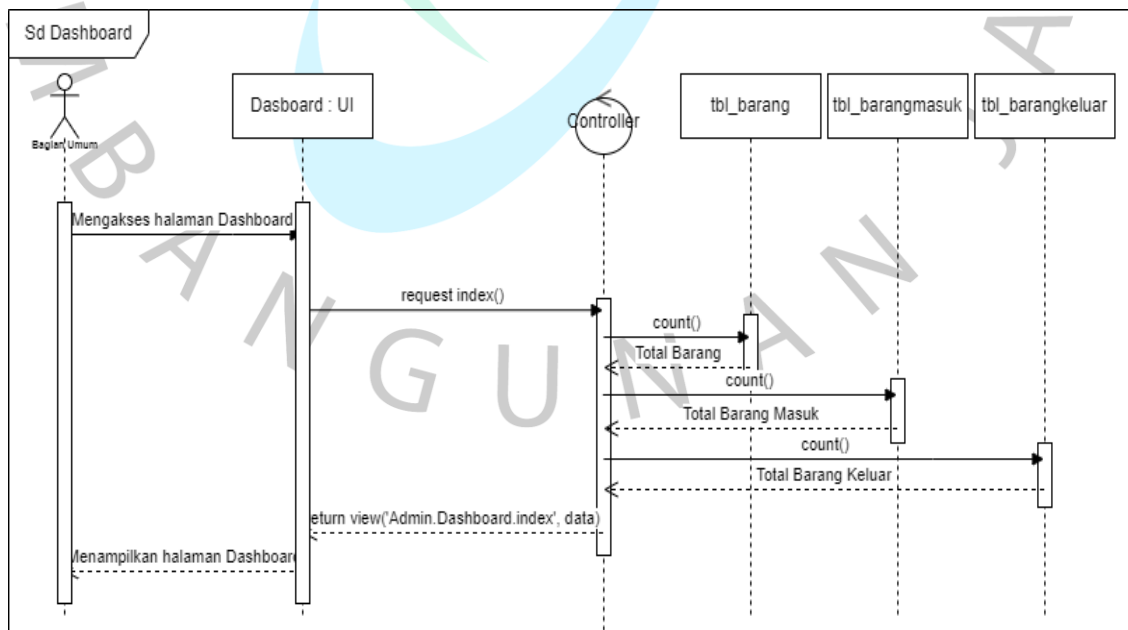 Sd Dashboard
Dasboard : UI
Controller
tbl_barang
tbl_barangmasuk
tbl_barangkeluar
Bagian Umum
Mengakses halaman Dashboard
request index()
count()
Total Barang
count()
Total Barang Masuk
count()
Total Barang Keluar
eturn view('Admin.Dashboard.index', data)
Menampilkan halaman Dashboard
M B A N G U N A N J A